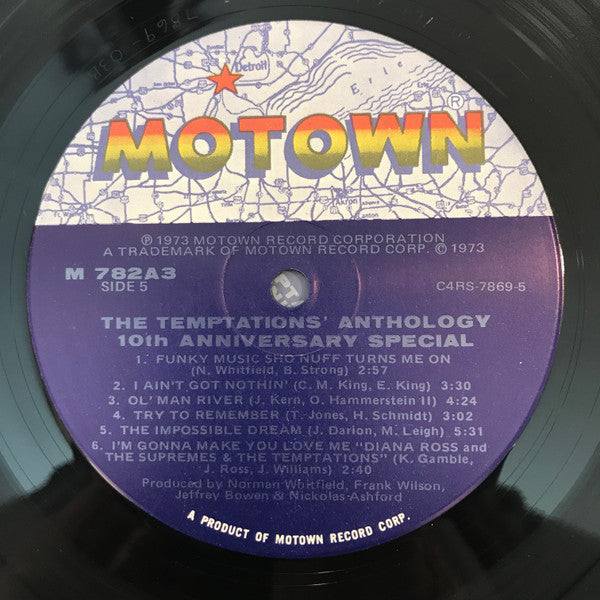 7869-03P
Detroit
Erie
MOTOWN®
Akron
Canton
℗ 1973 MOTOWN RECORD CORPORATION
A TRADEMARK OF MOTOWN RECORD CORP. © 1973
M 782A3
SIDE 5
C4RS-7869-5
THE TEMPTATIONS' ANTHOLOGY
10th ANNIVERSARY SPECIAL
1. FUNKY MUSIC SHO NUFF TURNS ME ON
(N. Whitfield, B. Strong) 2:57
2. I AIN'T GOT NOTHIN' (C. M. King, E. King) 3:30
3. OL' MAN RIVER (J. Kern, O. Hammerstein II) 4:24
4. TRY TO REMEMBER (T. Jones, H. Schmidt) 3:02
5. THE IMPOSSIBLE DREAM (J. Darion, M. Leigh) 5:31
6. I'M GONNA MAKE YOU LOVE ME "DIANA ROSS and
THE SUPREMES & THE TEMPTATIONS" (K. Gamble,
J. Ross, J. Williams) 2:40
Produced by Norman Whitfield, Frank Wilson,
Jeffrey Bowen & Nickolas Ashford
A PRODUCT OF MOTOWN RECORD CORP.